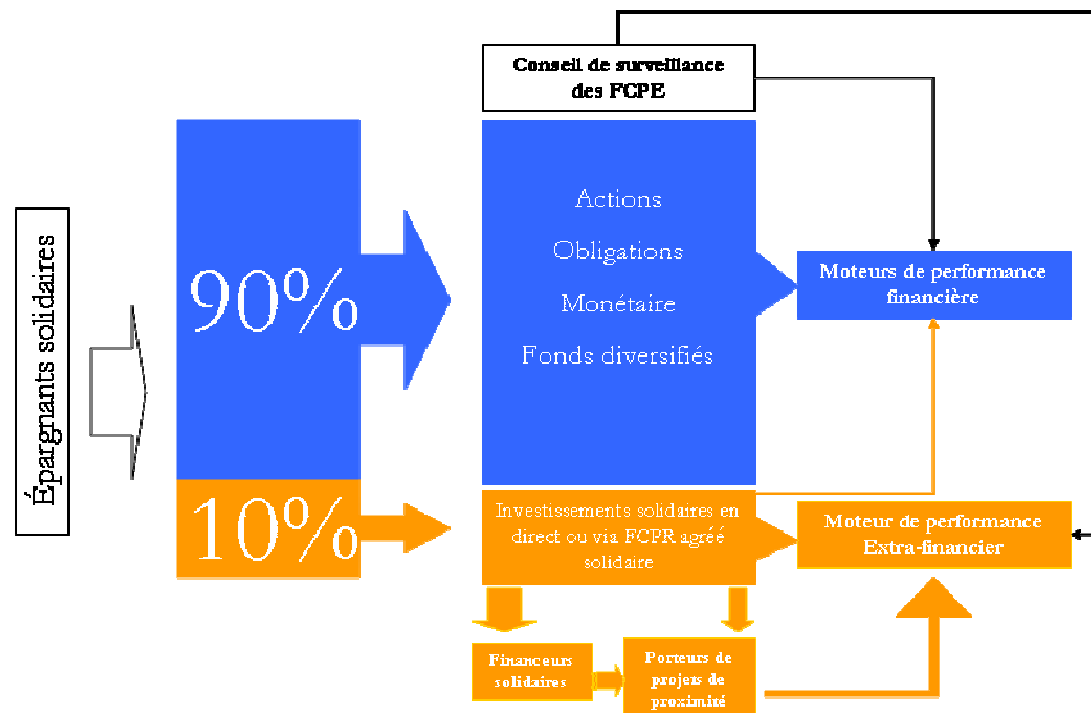 Conseil de surveillance
des FCPE
Épargnants solidaires
90%
Actions
Obligations
Monétaire
Fonds diversifiés
Moteurs de performance
financière
10%
Investissements solidaires en
direct ou via FCPR agréé
solidaire
Moteur de performance
Extra-financier
Financeurs
solidaires
Porteurs de
projets de
proximité